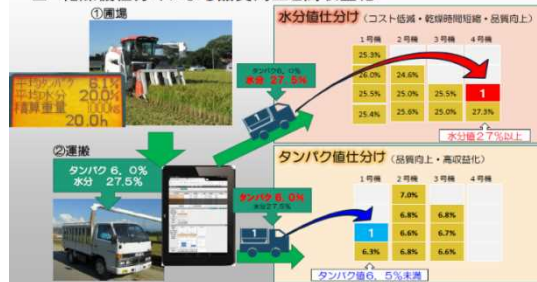 ①圃場
平均タンパク 6.1%
平均水分 20.0%
積算重量 1000㎏
20.0h
②運搬
タンパク 6.0%
水分 27.5%
タンパク6.0%
水分 27.5%
タンパク 6.0%
水分27.5%
1
水分値仕分け(コスト低減・乾燥時間短縮・品質向上)
1号機 2号機 3号機 4号機
25.3%
26.0% 24.6%
25.5% 25.0% 25.5% 1
25.4% 25.6% 25.0% 27.3%
水分値27%以上
タンパク値仕分け(品質向上・高収益化)
1号機 2号機 3号機 4号機
7.0%
6.8% 6.8%
1 6.6% 6.7%
6.3% 6.8% 6.6%
タンパク値6.5%未満